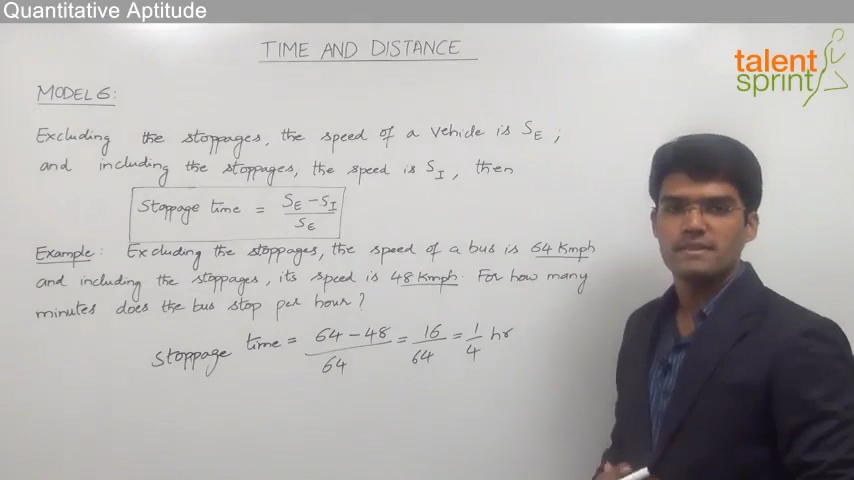 Quantitative Aptitude
TIME AND DISTANCE
talent
sprint
MODEL 6:
Excluding the stoppages, the speed of a vehicle is S_E ;
and including the stoppages, the speed is S_I , then
Stoppage time = (S_E - S_I) / S_E
Example: Excluding the stoppages, the speed of a bus is 64 Kmph
and including the stoppages, its speed is 48 Kmph. For how many
minutes does the bus stop per hour?
Stoppage time = (64 - 48) / 64 = 16/64 = 1/4 hr